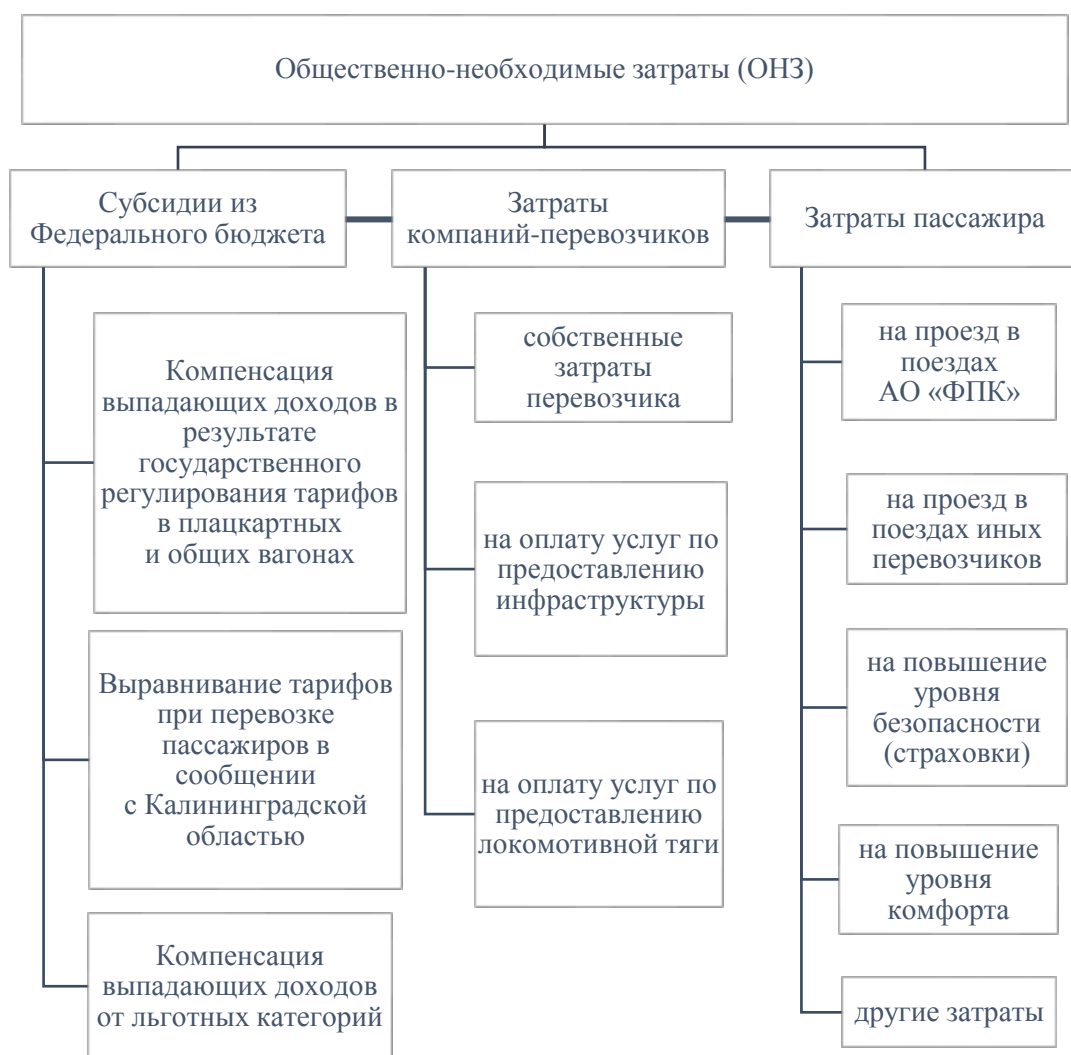 Общественно-необходимые затраты (ОНЗ)
Субсидии из
Федерального бюджета
Компенсация
выпадающих доходов в
результате
государственного
регулирования тарифов
в плацкартных
и общих вагонах
Выравнивание тарифов
при перевозке
пассажиров в
сообщении
с Калининградской
областью
Компенсация
выпадающих доходов
от льготных категорий
Затраты
компаний-перевозчиков
собственные
затраты
перевозчика
на оплату услуг по
предоставлению
инфраструктуры
на оплату услуг по
предоставлению
локомотивной тяги
Затраты пассажира
на проезд в
поездах
АО «ФПК»
на проезд в
поездах иных
перевозчиков
на повышение
уровня
безопасности
(страховки)
на повышение
уровня
комфорта
другие затраты